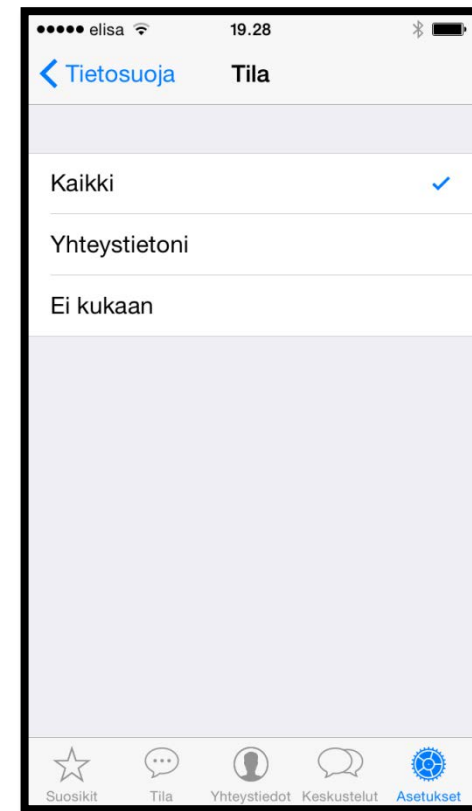 elisa 19.28
Tietosuoja Tila
Kaikki
Yhteystietoni
Ei kukaan
Suosikit Tila Yhteystiedot Keskustelut Asetukset